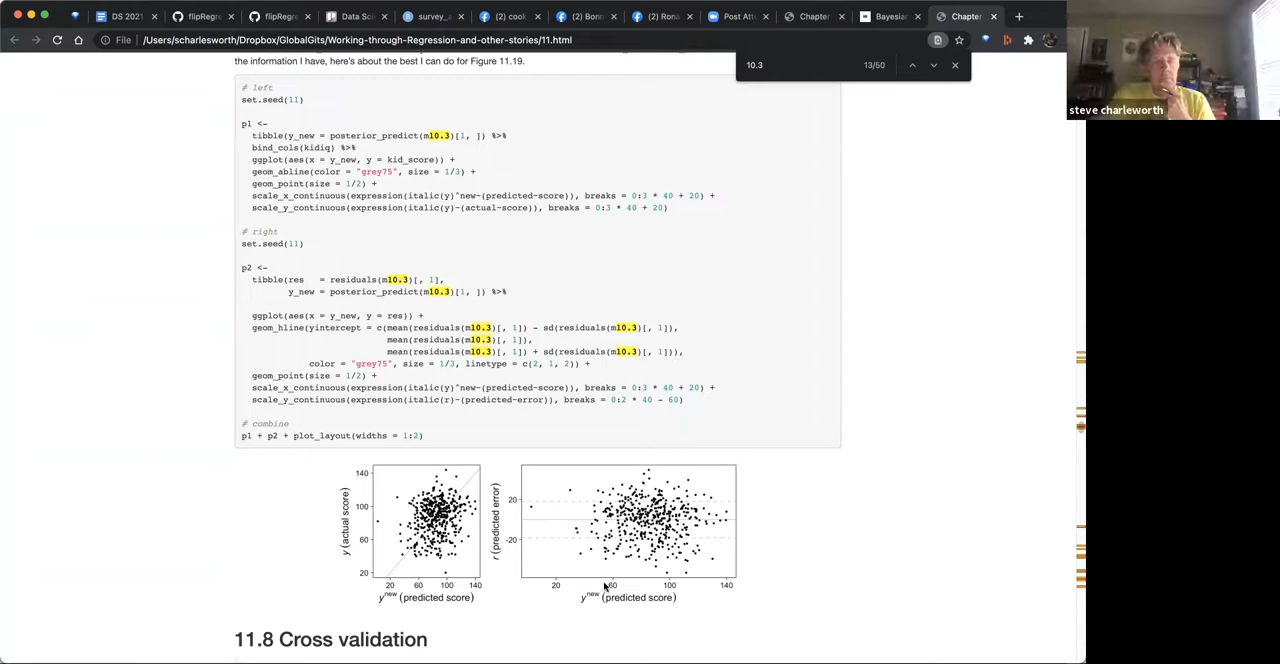 DS 2021
flipRegre
flipRegre
Data Sci
survey_a
(2) cook
(2) Bonn
(2) Rona
Post Att
Chapter
Bayesian
Chapter
File
/Users/scharlesworth/Dropbox/GlobalGits/Working-through-Regression-and-other-stories/11.html
10.3
13/50
steve charleworth
the information I have, here's about the best I can do for Figure 11.19.
# left
set.seed(11)
p1 <-
tibble(y_new = posterior_predict(m10.3)[1, ]) %>%
bind_cols(kidiq) %>%
ggplot(aes(x = y_new, y = kid_score)) +
geom_abline(color = "grey75", size = 1/3) +
geom_point(size = 1/2) +
scale_x_continuous(expression(italic(y)^new~(predicted~score)), breaks = 0:3 * 40 + 20) +
scale_y_continuous(expression(italic(y)~(actual~score)), breaks = 0:3 * 40 + 20)
# right
set.seed(11)
p2 <-
tibble(res = residuals(m10.3)[, 1],
y_new = posterior_predict(m10.3)[1, ]) %>%
ggplot(aes(x = y_new, y = res)) +
geom_hline(yintercept = c(mean(residuals(m10.3)[, 1]) - sd(residuals(m10.3)[, 1]),
mean(residuals(m10.3)[, 1]),
mean(residuals(m10.3)[, 1]) + sd(residuals(m10.3)[, 1])),
color = "grey75", size = 1/3, linetype = c(2, 1, 2)) +
geom_point(size = 1/2) +
scale_x_continuous(expression(italic(y)^new~(predicted~score)), breaks = 0:3 * 40 + 20) +
scale_y_continuous(expression(italic(r)~(predicted~error)), breaks = 0:2 * 40 - 60)
# combine
p1 + p2 + plot_layout(widths = 1:2)
y (actual score)
140
100
60
20
20 60 100 140
y new (predicted score)
r (predicted error)
20
-20
20 60 100 140
y new (predicted score)
11.8 Cross validation